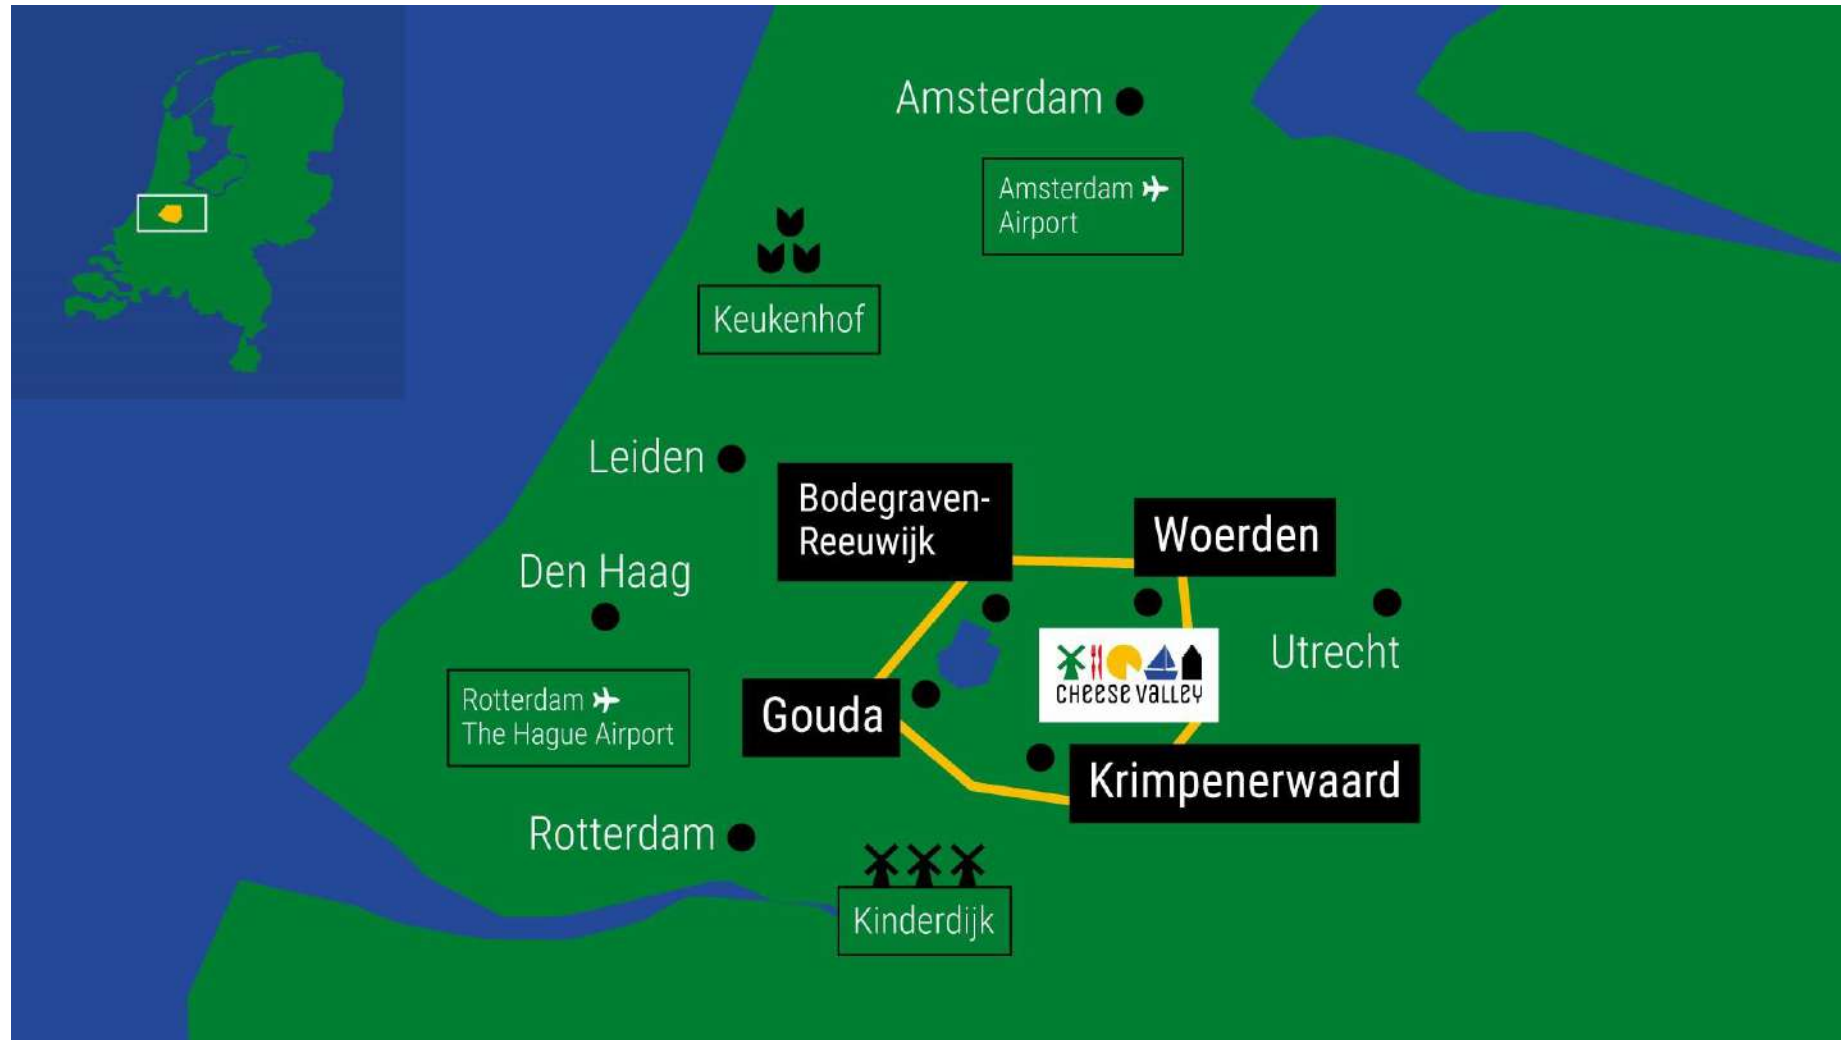 Amsterdam
Amsterdam
Airport
Keukenhof
Leiden
Bodegraven-
Reeuwijk
Woerden
Den Haag
Utrecht
CHEESE VALLEY
Rotterdam
The Hague Airport
Gouda
Krimpenerwaard
Rotterdam
Kinderdijk